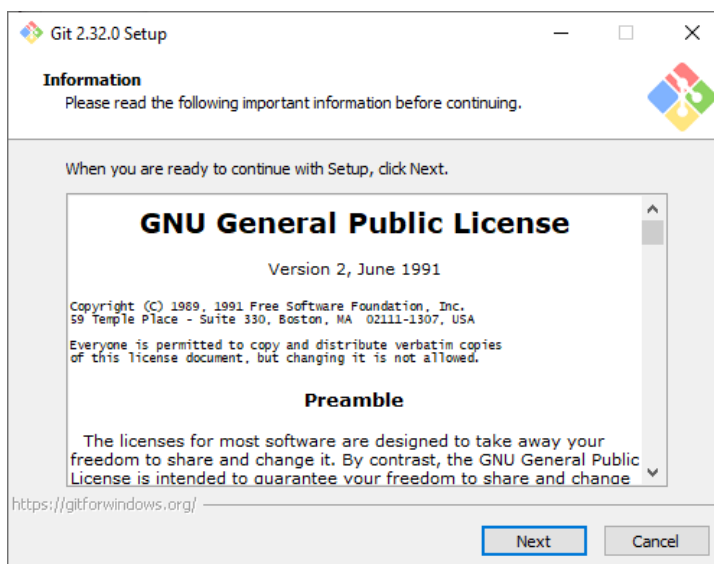 Git 2.32.0 Setup
Information
Please read the following important information before continuing.
When you are ready to continue with Setup, click Next.
GNU General Public License
Version 2, June 1991
Copyright (C) 1989, 1991 Free Software Foundation, Inc.
59 Temple Place - Suite 330, Boston, MA  02111-1307, USA
Everyone is permitted to copy and distribute verbatim copies
of this license document, but changing it is not allowed.
Preamble
The licenses for most software are designed to take away your
freedom to share and change it. By contrast, the GNU General Public
License is intended to guarantee your freedom to share and change
https://gitforwindows.org/
Next
Cancel